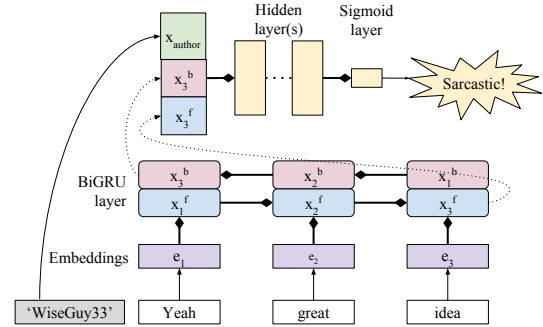 Hidden layer(s)
Sigmoid layer
x_author
x_3^b
x_3^f
Sarcastic!
BiGRU layer
x_3^b
x_2^b
x_1^b
x_1^f
x_2^f
x_3^f
Embeddings
e_1
e_2
e_3
‘WiseGuy33’
Yeah
great
idea